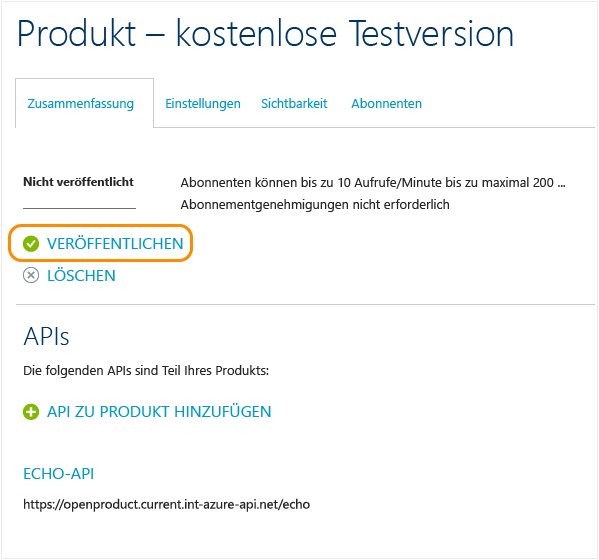 Produkt – kostenlose Testversion
Zusammenfassung Einstellungen Sichtbarkeit Abonnenten
Nicht veröffentlicht Abonnenten können bis zu 10 Aufrufe/Minute bis zu maximal 200 ...
Abonnementgenehmigungen nicht erforderlich
VERÖFFENTLICHEN
LÖSCHEN
APIs
Die folgenden APIs sind Teil Ihres Produkts:
API ZU PRODUKT HINZUFÜGEN
ECHO-API
https://openproduct.current.int-azure-api.net/echo